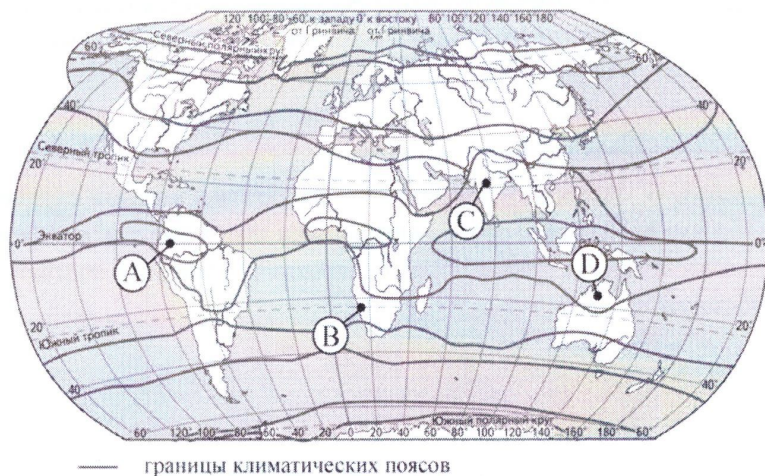 120° 100° 80° 60° к западу 0° к востоку 80° 100° 120° 140° 160° 180°
от Гринвича от Гринвича
Северный полярный круг
60° 60°
40° 40°
20° 20°
Северный тропик
0° Экватор 0°
A
B
C
D
20° 20°
Южный тропик
40° 40°
Южный полярный круг
60° 120° 100° 80° 60° 40° 20° 0° 20° 40° 60° 80° 100° 120° 140° 160° 180° 60°
границы климатических поясов